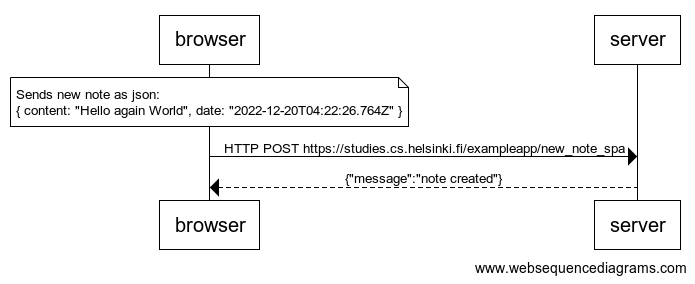 browser
server
Sends new note as json:
{ content: "Hello again World", date: "2022-12-20T04:22:26.764Z" }
HTTP POST https://studies.cs.helsinki.fi/exampleapp/new_note_spa
{"message":"note created"}
browser
server
www.websequencediagrams.com